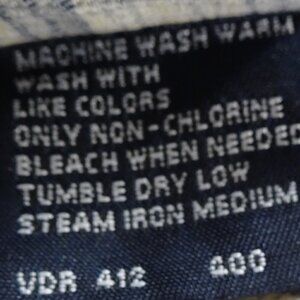 MACHINE WASH WARM
WASH WITH
LIKE COLORS
ONLY NON-CHLORINE
BLEACH WHEN NEEDED
TUMBLE DRY LOW
STEAM IRON MEDIUM
VDR 412 400